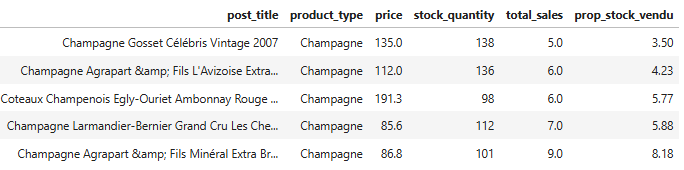 post_title product_type price stock_quantity total_sales prop_stock_vendu
Champagne Gosset Célébris Vintage 2007 Champagne 135.0 138 5.0 3.50
Champagne Agrapart &amp; Fils L'Avizoise Extra... Champagne 112.0 136 6.0 4.23
Coteaux Champenois Egly-Ouriet Ambonnay Rouge ... Champagne 191.3 98 6.0 5.77
Champagne Larmandier-Bernier Grand Cru Les Che... Champagne 85.6 112 7.0 5.88
Champagne Agrapart &amp; Fils Minéral Extra Br... Champagne 86.8 101 9.0 8.18